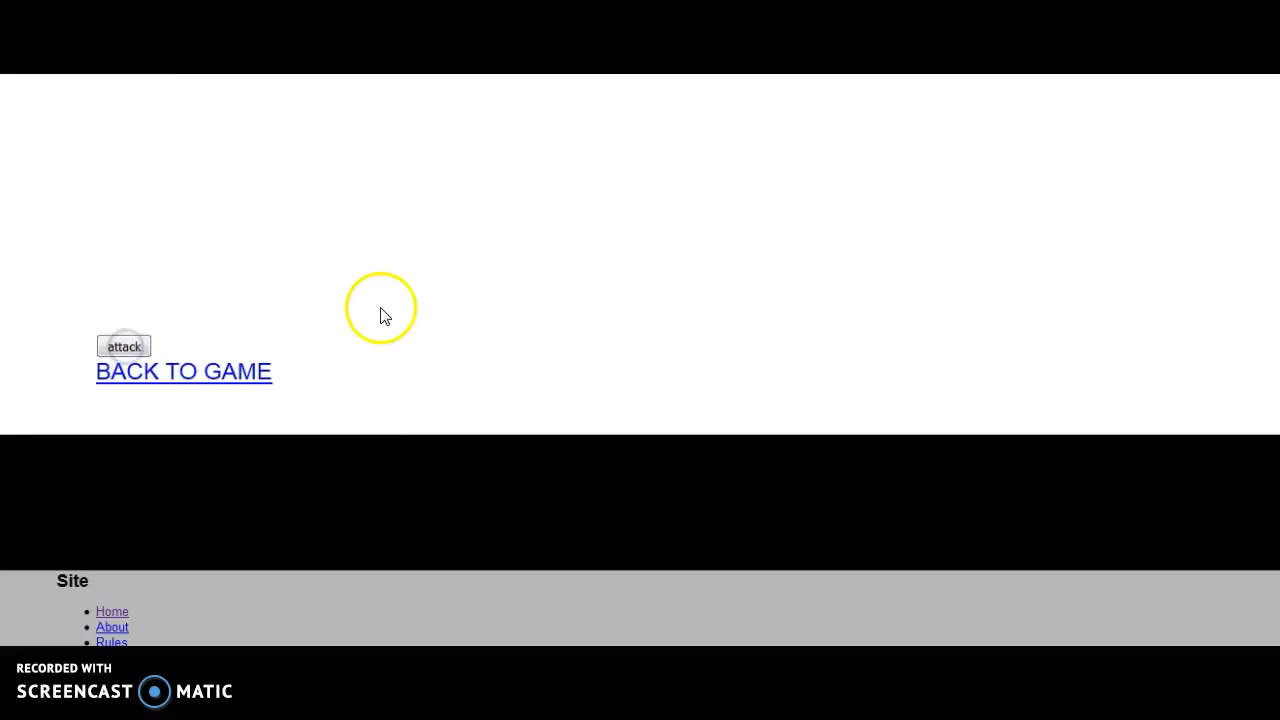 attack
BACK TO GAME
Site
Home
About
Rules
RECORDED WITH
SCREENCAST MATIC